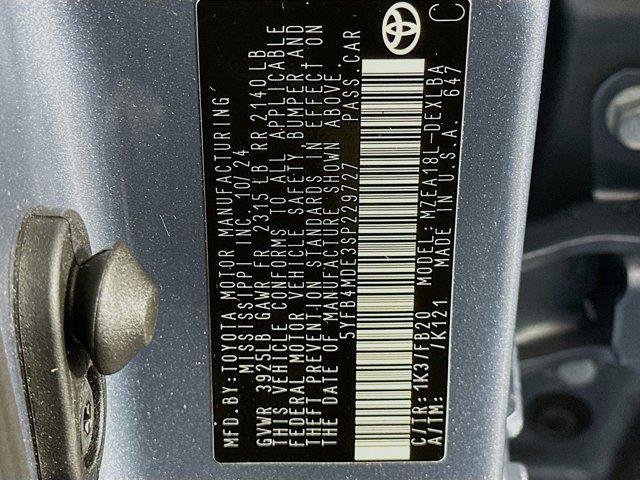 MFD.BY:TOYOTA MOTOR MANUFACTURING,
MISSISSIPPI INC. 10/24
GVWR 3925LB GAWR FR 2315LB RR 2140LB
THIS VEHICLE CONFORMS TO ALL APPLICABLE
FEDERAL MOTOR VEHICLE SAFETY, BUMPER, AND
THEFT PREVENTION STANDARDS IN EFFECT ON
THE DATE OF MANUFACTURE SHOWN ABOVE.
5YFB4MDE3SP229727 PASS.CAR
C
C/TR:1K3/FB20 MODEL:MZEA18L-DEXLBA
A/TM: /K121 MADE IN U.S.A. 647